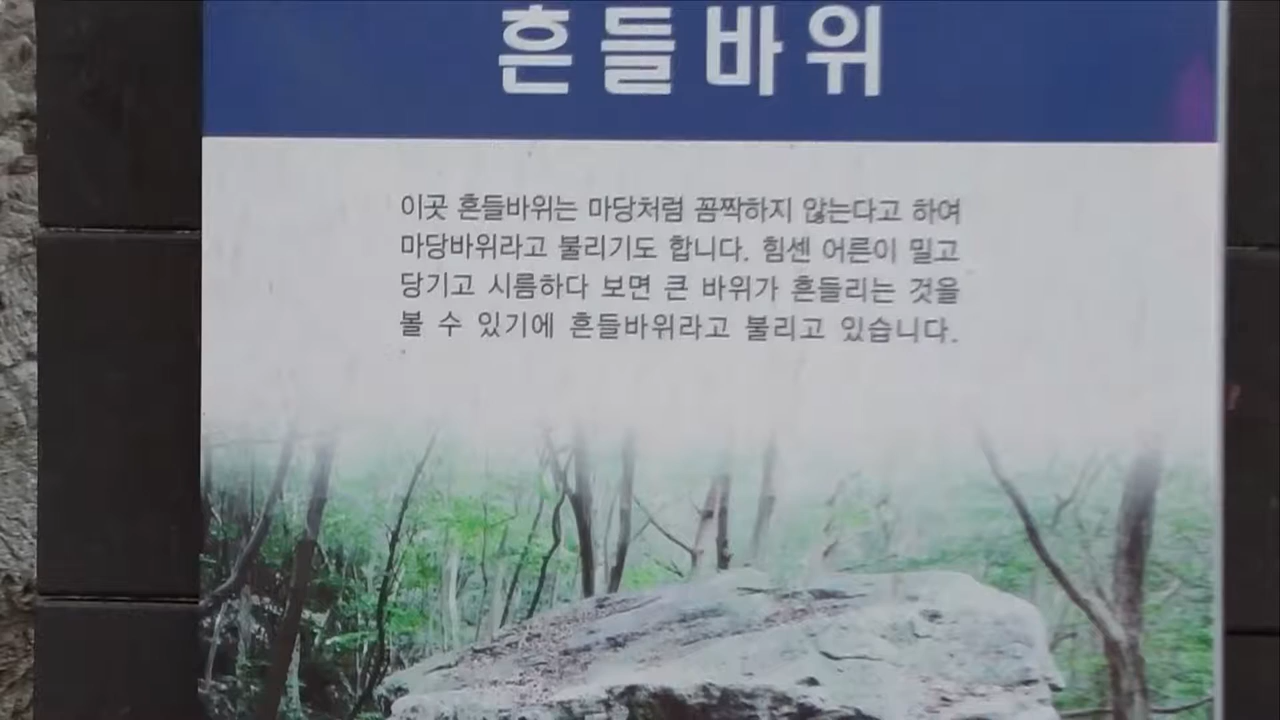 흔들바위
이곳 흔들바위는 마당처럼 꼼짝하지 않는다고 하여
마당바위라고 불리기도 합니다. 힘센 어른이 밀고
당기고 시름하다 보면 큰 바위가 흔들리는 것을
볼 수 있기에 흔들바위라고 불리고 있습니다.